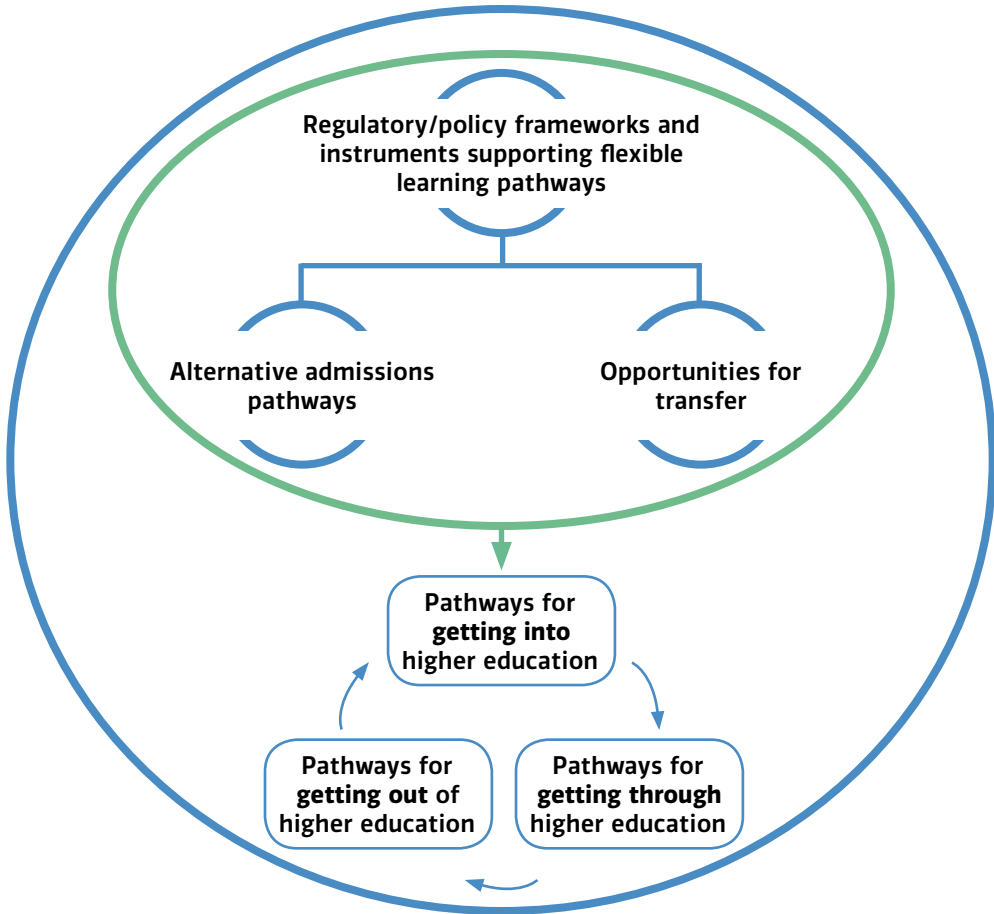 Regulatory/policy frameworks and
instruments supporting flexible
learning pathways
Alternative admissions
pathways
Opportunities for
transfer
Pathways for
getting into
higher education
Pathways for
getting out of
higher education
Pathways for
getting through
higher education